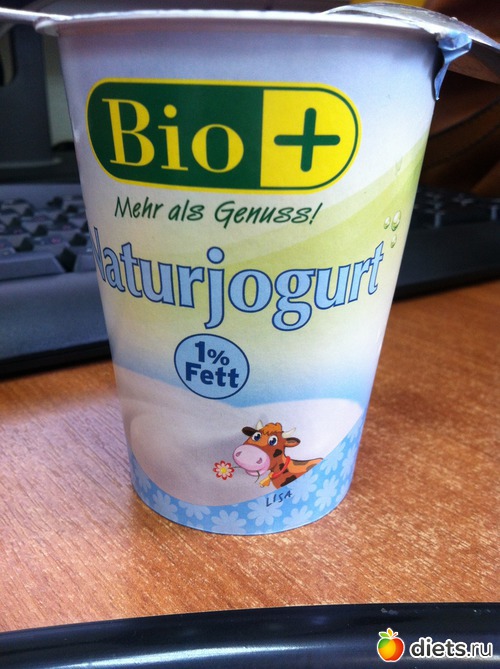 Bio +
Mehr als Genuss!
Naturjogurt
1%
Fett
LISA
diets.ru